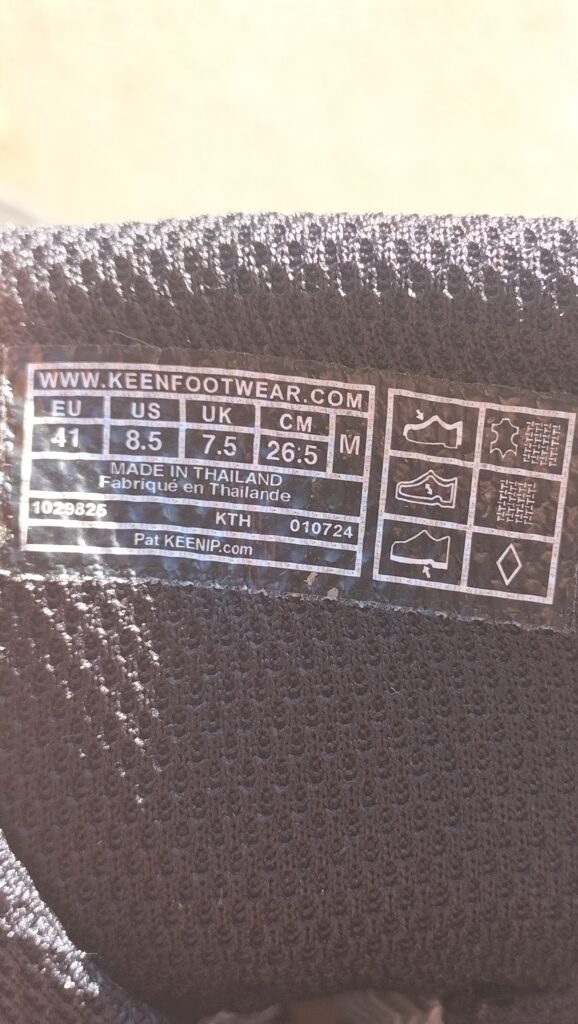 WWW.KEENFOOTWEAR.COM
EU US UK CM M
41 8.5 7.5 26.5
MADE IN THAILAND
Fabriqué en Thailande
1029825 KTH 010724
Pat KEENIP.com